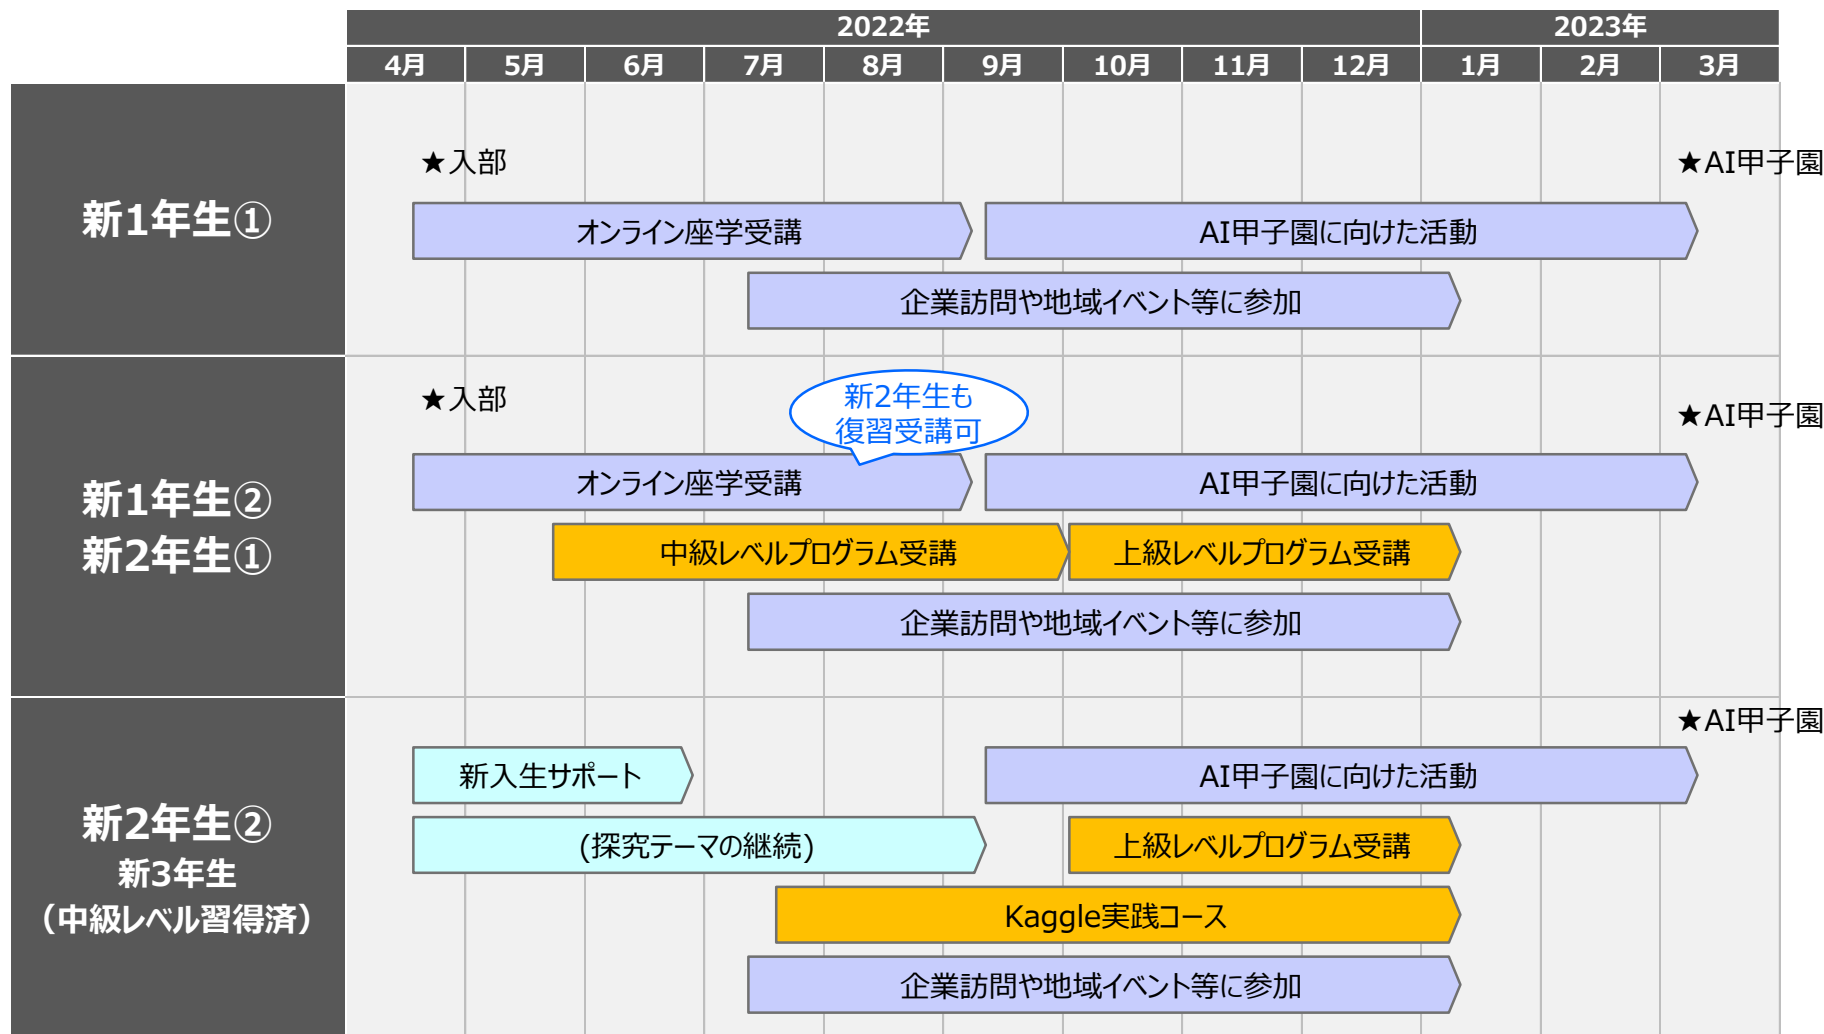 2022年
2023年
4月
5月
6月
7月
8月
9月
10月
11月
12月
1月
2月
3月
新1年生①
★入部
★AI甲子園
オンライン座学受講
AI甲子園に向けた活動
企業訪問や地域イベント等に参加
新1年生②
新2年生①
★入部
新2年生も
復習受講可
★AI甲子園
オンライン座学受講
AI甲子園に向けた活動
中級レベルプログラム受講
上級レベルプログラム受講
企業訪問や地域イベント等に参加
新2年生②
新3年生
（中級レベル習得済）
★AI甲子園
新入生サポート
AI甲子園に向けた活動
(探究テーマの継続)
上級レベルプログラム受講
Kaggle実践コース
企業訪問や地域イベント等に参加